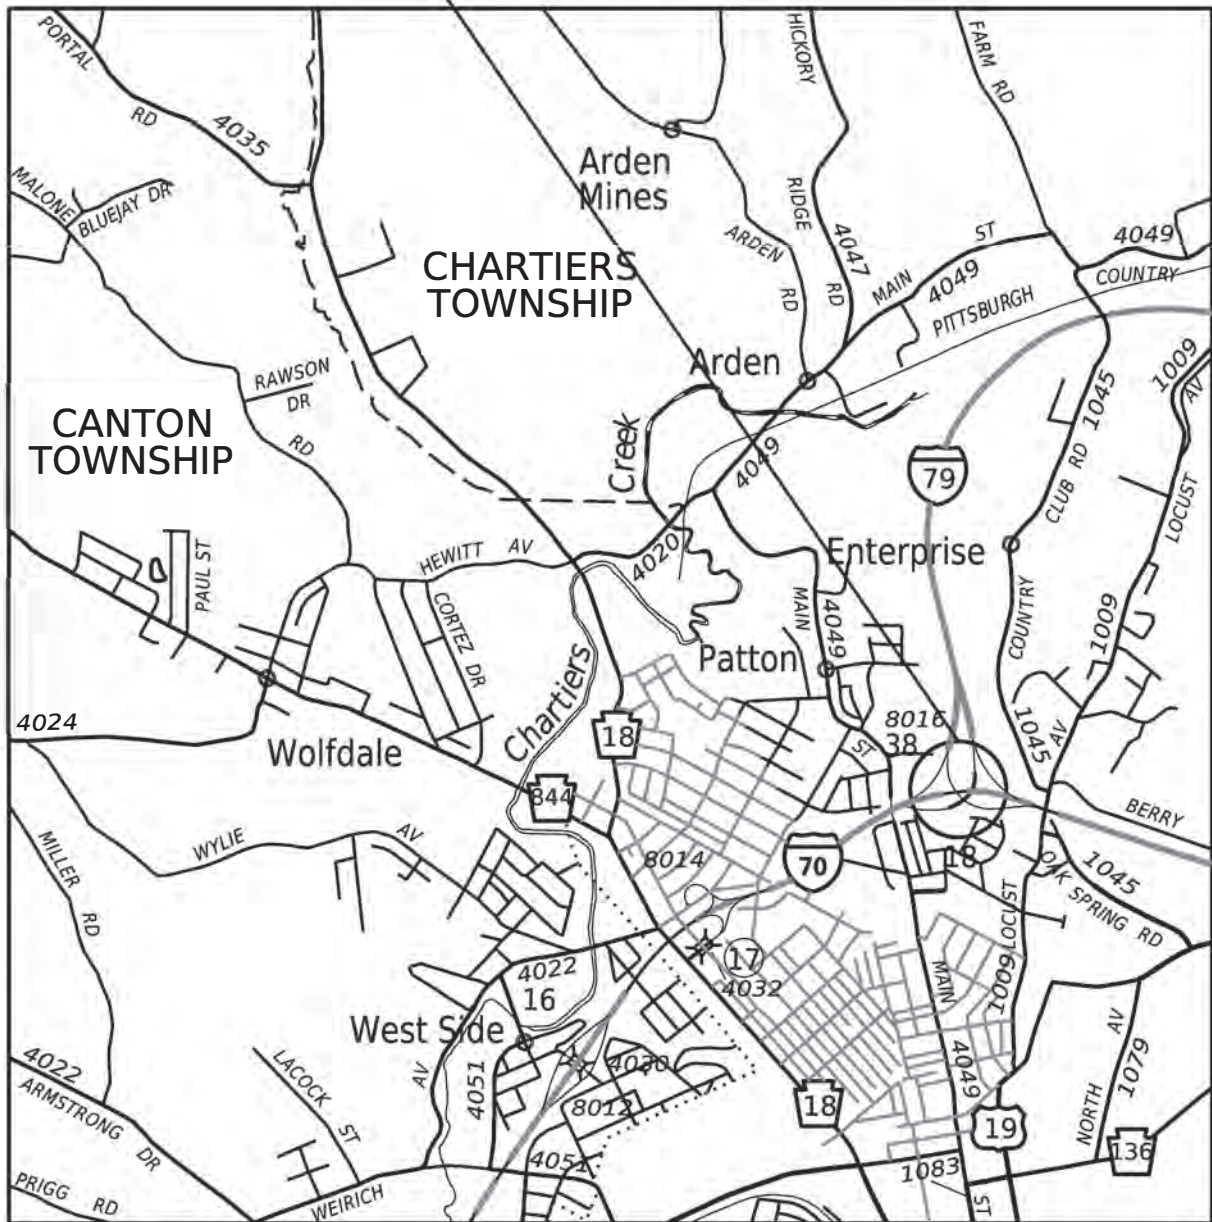 PORTAL
RD
4035
HICKORY
RIDGE
RD
4047
FARM RD
Arden
Mines
MALONE
BLUEJAY DR
ARDEN
RD
CHARTIERS
TOWNSHIP
MAIN
ST
4049
4049
COUNTRY
PITTSBURGH
Arden
1009
AV
RAWSON
DR
RD
CANTON
TOWNSHIP
Creek
4049
79
CLUB RD
1045
LOCUST
PAUL ST
HEWITT AV
4020
Enterprise
CORTEZ DR
MAIN
4049
COUNTRY
1009
Chartiers
Patton
4024
Wolfdale
18
ST
8016
38
1045
AV
844
BERRY
MILLER
RD
WYLIE
AV
8014
70
18
OAK SPRING RD
1045
LOCUST
1009
4022
16
17
4032
MAIN
West Side
4022
ARMSTRONG
DR
LACOCK
ST
AV
4051
4030
8012
4049
18
19
NORTH
AV
1079
136
PRIGG RD
WEIRICH
4051
1083
ST